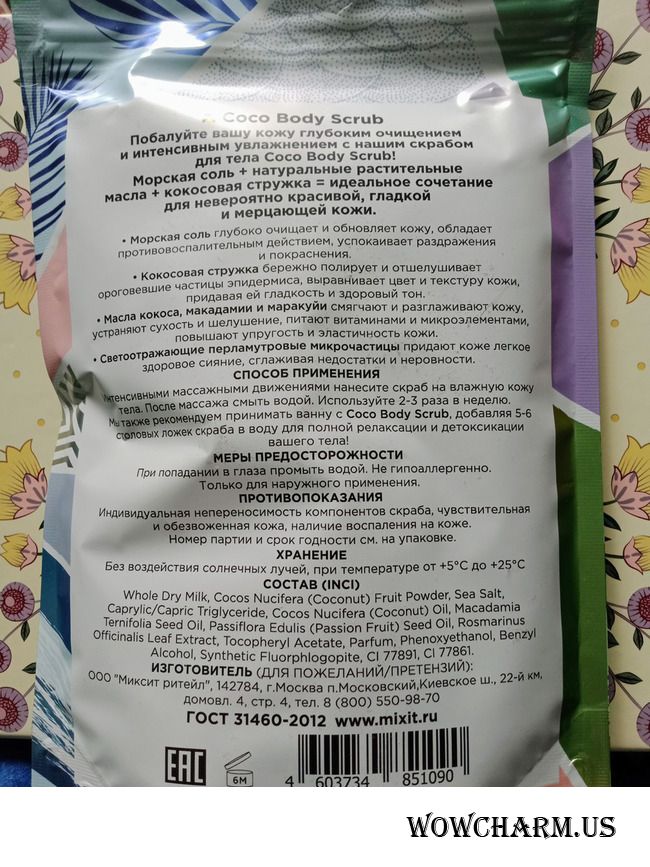 Coco Body Scrub
Побалуйте вашу кожу глубоким очищением
и интенсивным увлажнением с нашим скрабом
для тела Coco Body Scrub!
Морская соль + натуральные растительные
масла + кокосовая стружка = идеальное сочетание
для невероятно красивой, гладкой
и мерцающей кожи.
• Морская соль глубоко очищает и обновляет кожу, обладает
противовоспалительным действием, успокаивает раздражения
и покраснения.
• Кокосовая стружка бережно полирует и отшелушивает
ороговевшие частицы эпидермиса, выравнивает цвет и текстуру кожи,
придавая ей гладкость и здоровый тон.
• Масла кокоса, макадамии и маракуйи смягчают и разглаживают кожу,
устраняют сухость и шелушение, питают витаминами и микроэлементами,
повышают упругость и эластичность кожи.
• Светоотражающие перламутровые микрочастицы придают коже легкое
здоровое сияние, сглаживая недостатки и неровности.
СПОСОБ ПРИМЕНЕНИЯ
Интенсивными массажными движениями нанесите скраб на влажную кожу
тела. После массажа смыть водой. Используйте 2-3 раза в неделю.
Мы также рекомендуем принимать ванну с Coco Body Scrub, добавляя 5-6
столовых ложек скраба в воду для полной релаксации и детоксикации
вашего тела!
МЕРЫ ПРЕДОСТОРОЖНОСТИ
При попадании в глаза промыть водой. Не гипоаллергенно.
Только для наружного применения.
ПРОТИВОПОКАЗАНИЯ
Индивидуальная непереносимость компонентов скраба, чувствительная
и обезвоженная кожа, наличие воспаления на коже.
Номер партии и срок годности см. на упаковке.
ХРАНЕНИЕ
Без воздействия солнечных лучей, при температуре от +5°С до +25°С
СОСТАВ (INCI)
Whole Dry Milk, Cocos Nucifera (Coconut) Fruit Powder, Sea Salt,
Caprylic/Capric Triglyceride, Cocos Nucifera (Coconut) Oil, Macadamia
Ternifolia Seed Oil, Passiflora Edulis (Passion Fruit) Seed Oil, Rosmarinus
Officinalis Leaf Extract, Tocopheryl Acetate, Parfum, Phenoxyethanol, Benzyl
Alcohol, Synthetic Fluorphlogopite, CI 77891, CI 77861.
ИЗГОТОВИТЕЛЬ (ДЛЯ ПОЖЕЛАНИЙ/ПРЕТЕНЗИЙ):
ООО "Миксит ритейл", 142784, г.Москва п.Московский,Киевское ш., 22-й км,
домовл. 4, стр. 4, тел. 8 (800) 550-98-70
ГОСТ 31460-2012 www.mixit.ru
EAC 6M 4 603734 851090
WOWCHARM.US